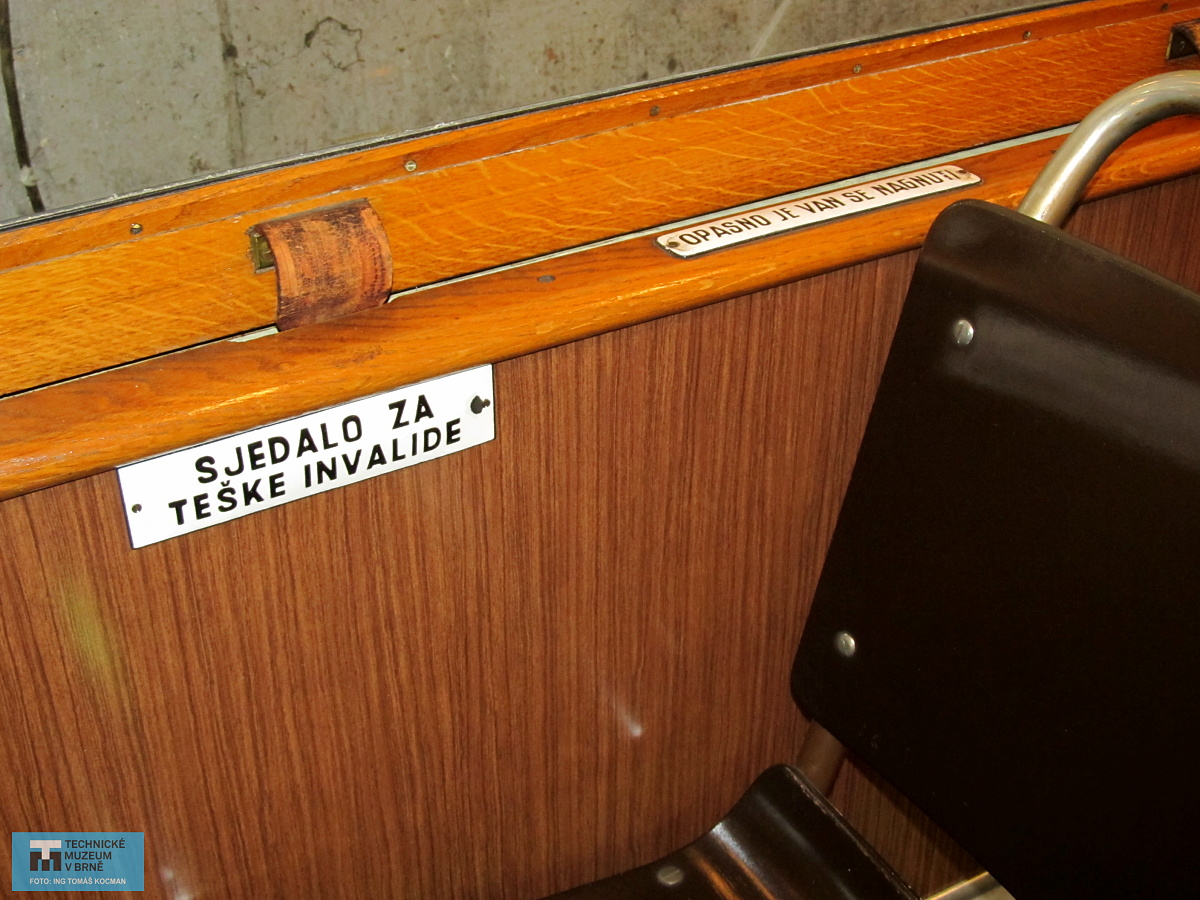 OPASNO JE VAN SE NAGNUTI
SJEDALO ZA
TEŠKE INVALIDE
TECHNICKÉ
MUZEUM
V BRNĚ
FOTO: ING TOMÁŠ KOCMAN